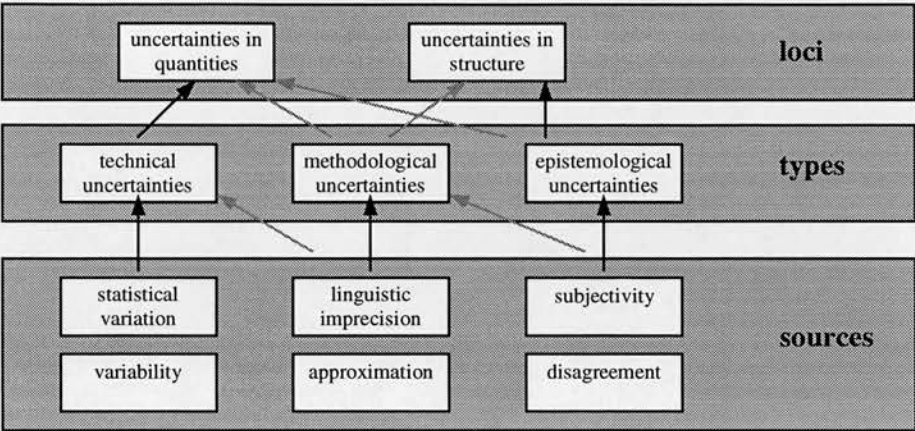 uncertainties in
quantities
uncertainties in
structure
loci
technical
uncertainties
methodological
uncertainties
epistemological
uncertainties
types
statistical
variation
linguistic
imprecision
subjectivity
variability
approximation
disagreement
sources